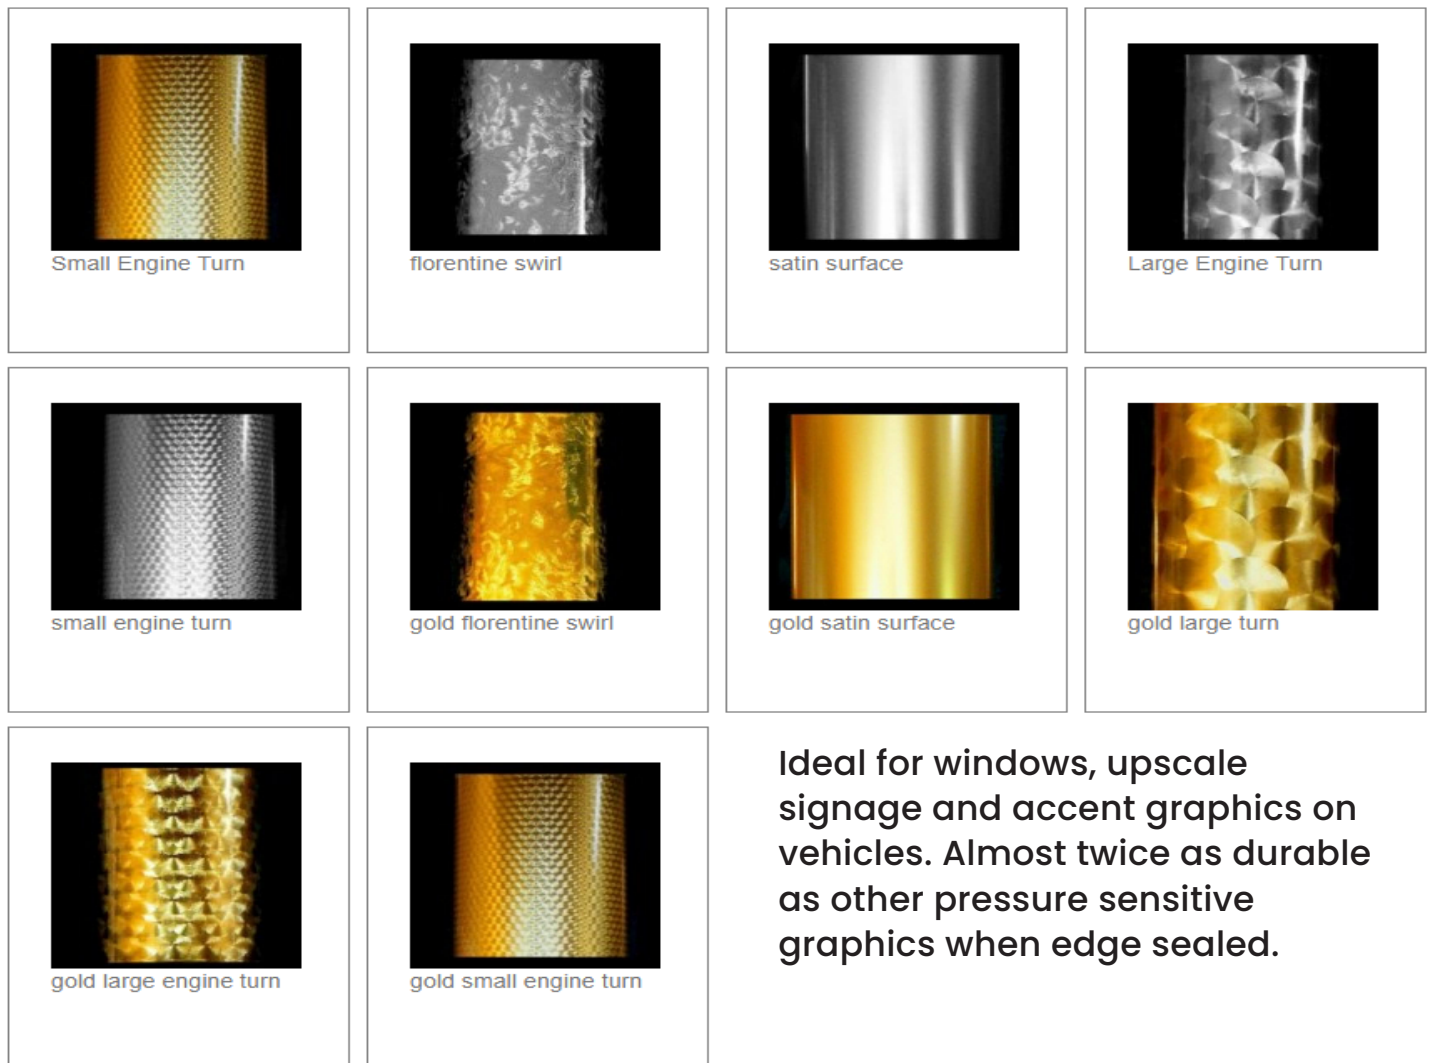 Small Engine Turn
florentine swirl
satin surface
Large Engine Turn
small engine turn
gold florentine swirl
gold satin surface
gold large turn
gold large engine turn
gold small engine turn
Ideal for windows, upscale
signage and accent graphics on
vehicles. Almost twice as durable
as other pressure sensitive
graphics when edge sealed.